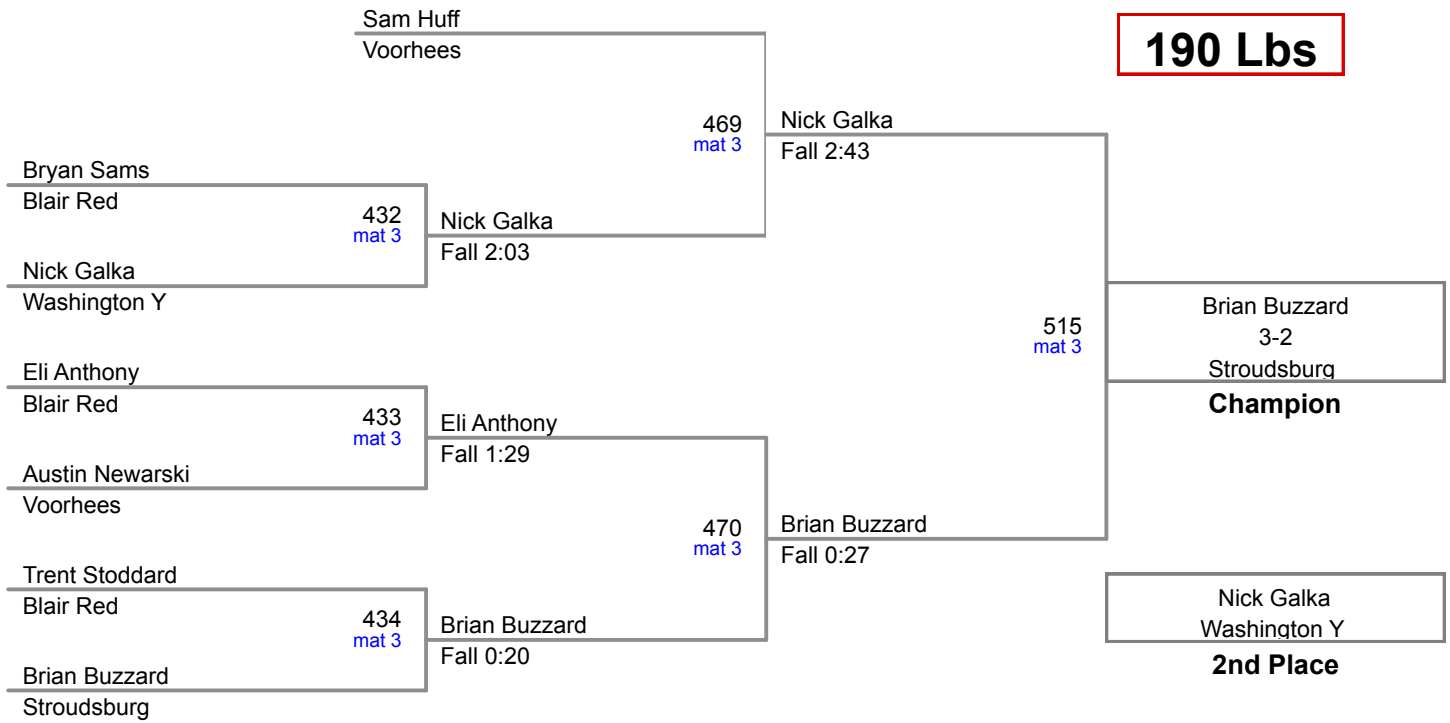 Sam Huff
Voorhees
190 Lbs
469
mat 3
Nick Galka
Fall 2:43
Bryan Sams
Blair Red
432
mat 3
Nick Galka
Fall 2:03
Nick Galka
Washington Y
515
mat 3
Brian Buzzard
3-2
Stroudsburg
Champion
Eli Anthony
Blair Red
433
mat 3
Eli Anthony
Fall 1:29
Austin Newarski
Voorhees
470
mat 3
Brian Buzzard
Fall 0:27
Trent Stoddard
Blair Red
434
mat 3
Brian Buzzard
Fall 0:20
Brian Buzzard
Stroudsburg
Nick Galka
Washington Y
2nd Place